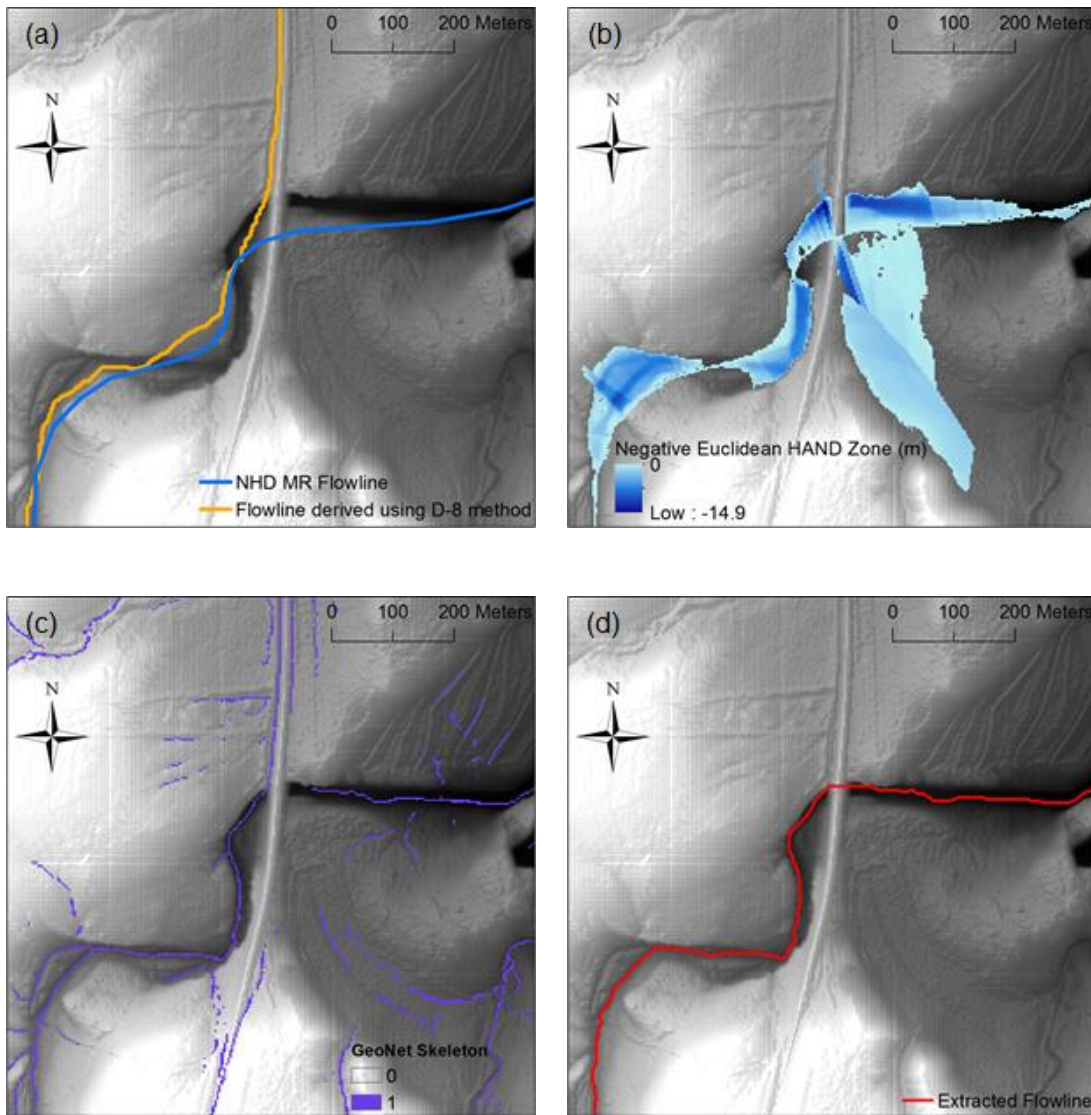 (a)
0 100 200 Meters
N
NHD MR Flowline
Flowline derived using D-8 method
(b)
0 100 200 Meters
N
Negative Euclidean HAND Zone (m)
0
Low : -14.9
(c)
0 100 200 Meters
N
GeoNet Skeleton
0
1
(d)
0 100 200 Meters
N
Extracted Flowline